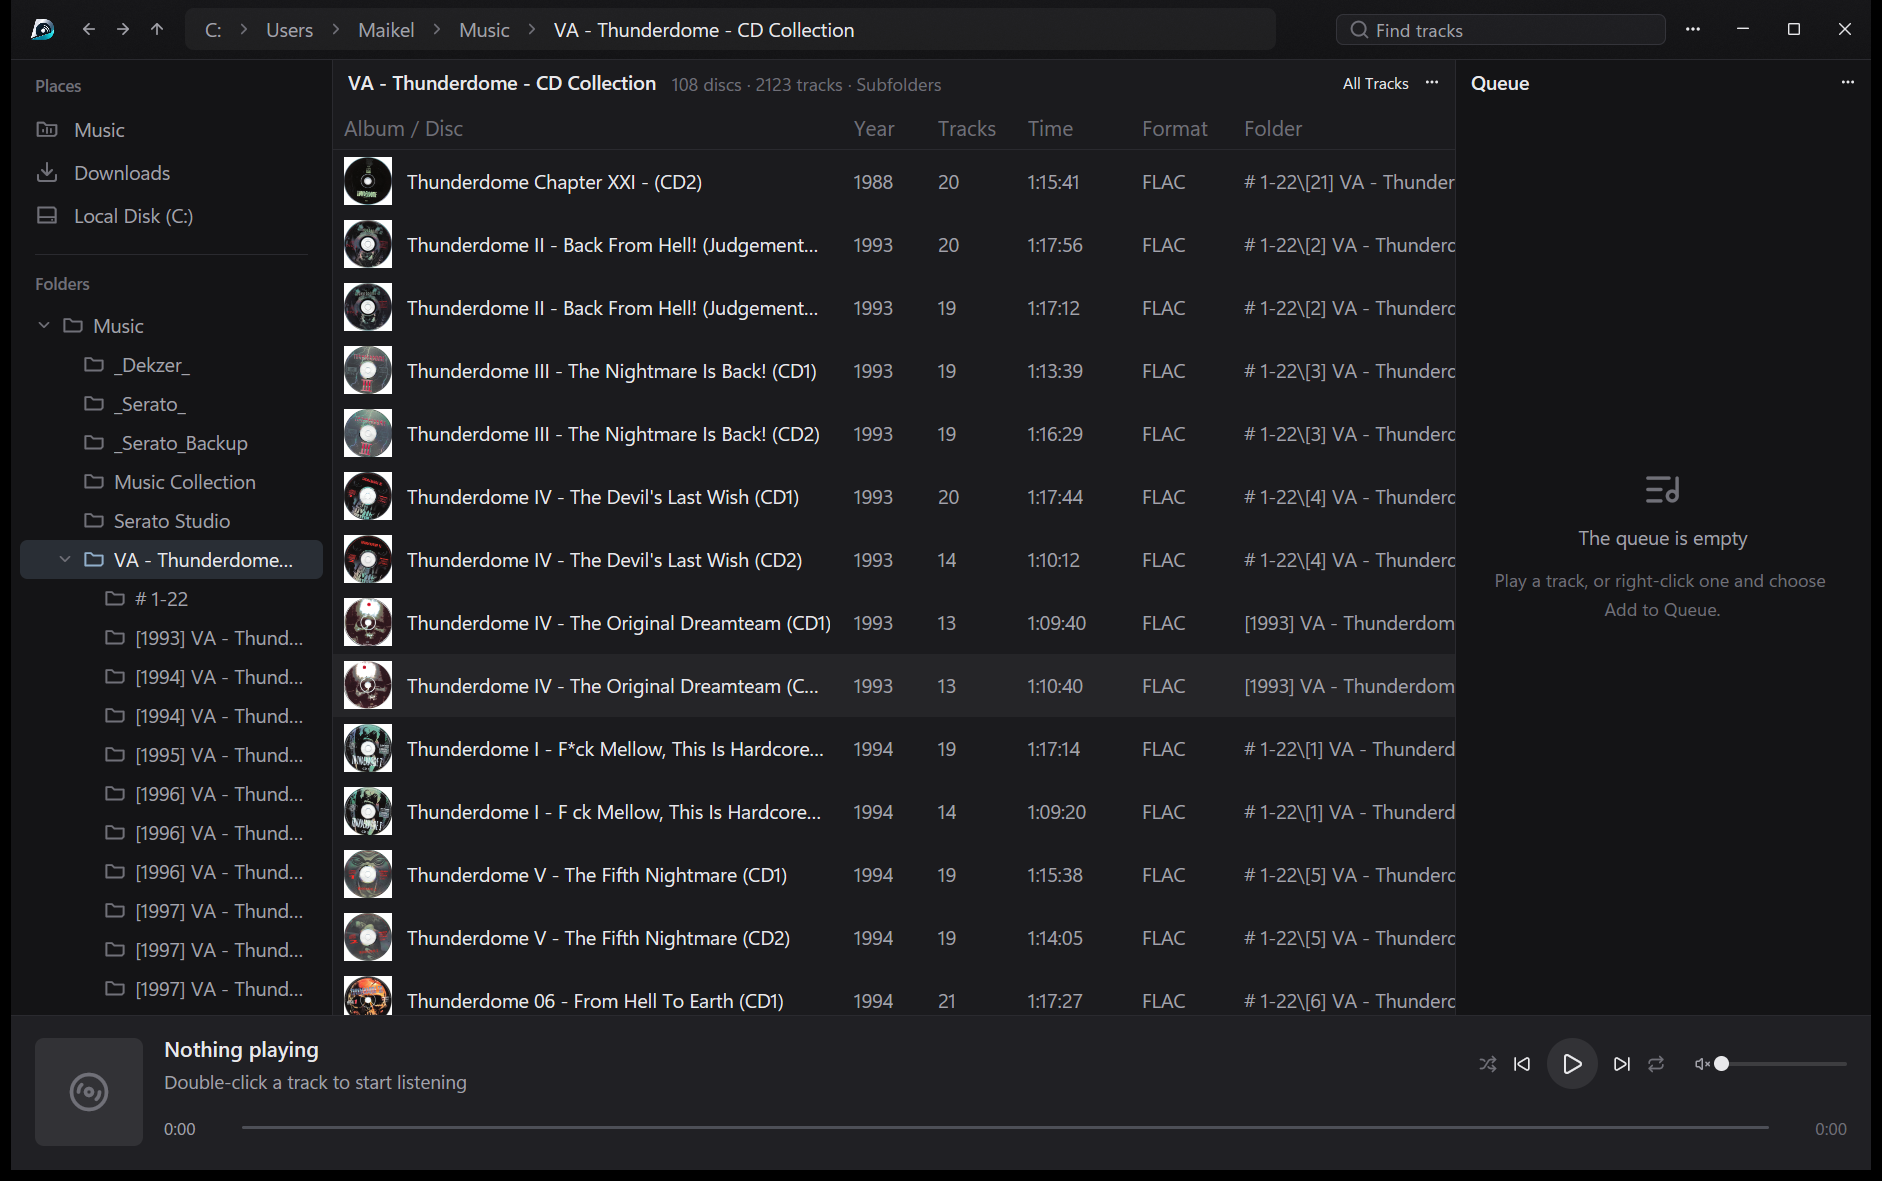 C: Users Maikel Music VA - Thunderdome - CD Collection
Find tracks
Places
Music
Downloads
Local Disk (C:)
Folders
Music
_Dekzer_
_Serato_
_Serato_Backup
Music Collection
Serato Studio
VA - Thunderdome...
# 1-22
[1993] VA - Thund...
[1994] VA - Thund...
[1994] VA - Thund...
[1995] VA - Thund...
[1996] VA - Thund...
[1996] VA - Thund...
[1996] VA - Thund...
[1997] VA - Thund...
[1997] VA - Thund...
[1997] VA - Thund...
VA - Thunderdome - CD Collection 108 discs · 2123 tracks · Subfolders All Tracks
Album / Disc Year Tracks Time Format Folder
Thunderdome Chapter XXI - (CD2) 1988 20 1:15:41 FLAC # 1-22\[21] VA - Thunder
Thunderdome II - Back From Hell! (Judgement... 1993 20 1:17:56 FLAC # 1-22\[2] VA - Thunderd
Thunderdome II - Back From Hell! (Judgement... 1993 19 1:17:12 FLAC # 1-22\[2] VA - Thunderd
Thunderdome III - The Nightmare Is Back! (CD1) 1993 19 1:13:39 FLAC # 1-22\[3] VA - Thunderd
Thunderdome III - The Nightmare Is Back! (CD2) 1993 19 1:16:29 FLAC # 1-22\[3] VA - Thunderd
Thunderdome IV - The Devil's Last Wish (CD1) 1993 20 1:17:44 FLAC # 1-22\[4] VA - Thunderd
Thunderdome IV - The Devil's Last Wish (CD2) 1993 14 1:10:12 FLAC # 1-22\[4] VA - Thunderd
Thunderdome IV - The Original Dreamteam (CD1) 1993 13 1:09:40 FLAC [1993] VA - Thunderdom
Thunderdome IV - The Original Dreamteam (C... 1993 13 1:10:40 FLAC [1993] VA - Thunderdom
Thunderdome I - F*ck Mellow, This Is Hardcore... 1994 19 1:17:14 FLAC # 1-22\[1] VA - Thunderd
Thunderdome I - F ck Mellow, This Is Hardcore... 1994 14 1:09:20 FLAC # 1-22\[1] VA - Thunderd
Thunderdome V - The Fifth Nightmare (CD1) 1994 19 1:15:38 FLAC # 1-22\[5] VA - Thunderd
Thunderdome V - The Fifth Nightmare (CD2) 1994 19 1:14:05 FLAC # 1-22\[5] VA - Thunderd
Thunderdome 06 - From Hell To Earth (CD1) 1994 21 1:17:27 FLAC # 1-22\[6] VA - Thunderd
Queue
The queue is empty
Play a track, or right-click one and choose
Add to Queue.
Nothing playing
Double-click a track to start listening
0:00
0:00